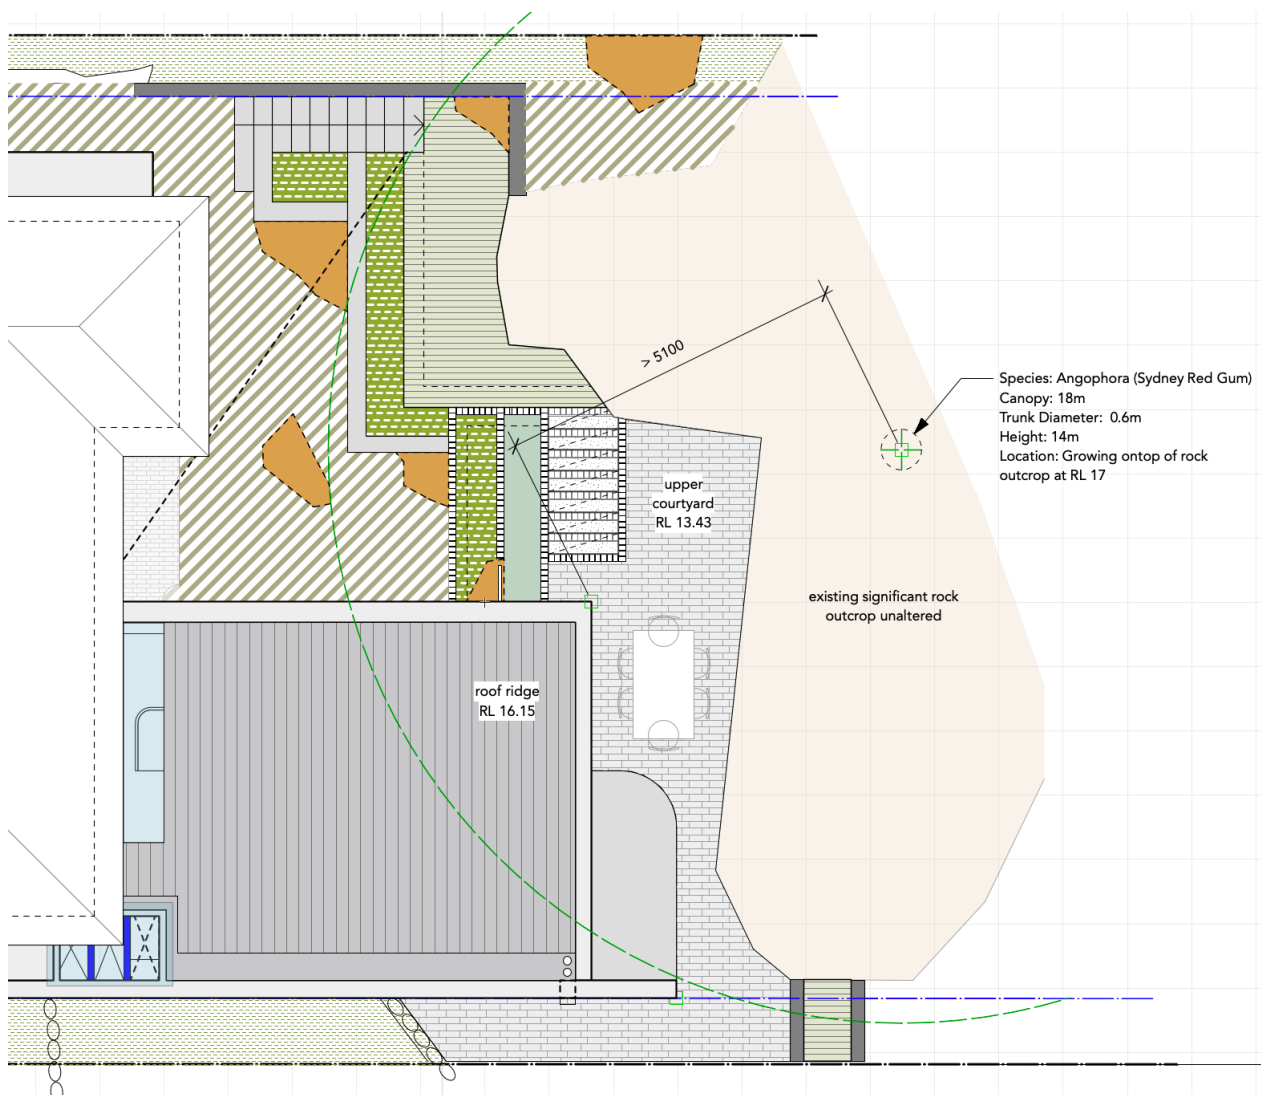 > 5100
Species: Angophora (Sydney Red Gum)
Canopy: 18m
Trunk Diameter: 0.6m
Height: 14m
Location: Growing ontop of rock
outcrop at RL 17
upper
courtyard
RL 13.43
existing significant rock
outcrop unaltered
roof ridge
RL 16.15